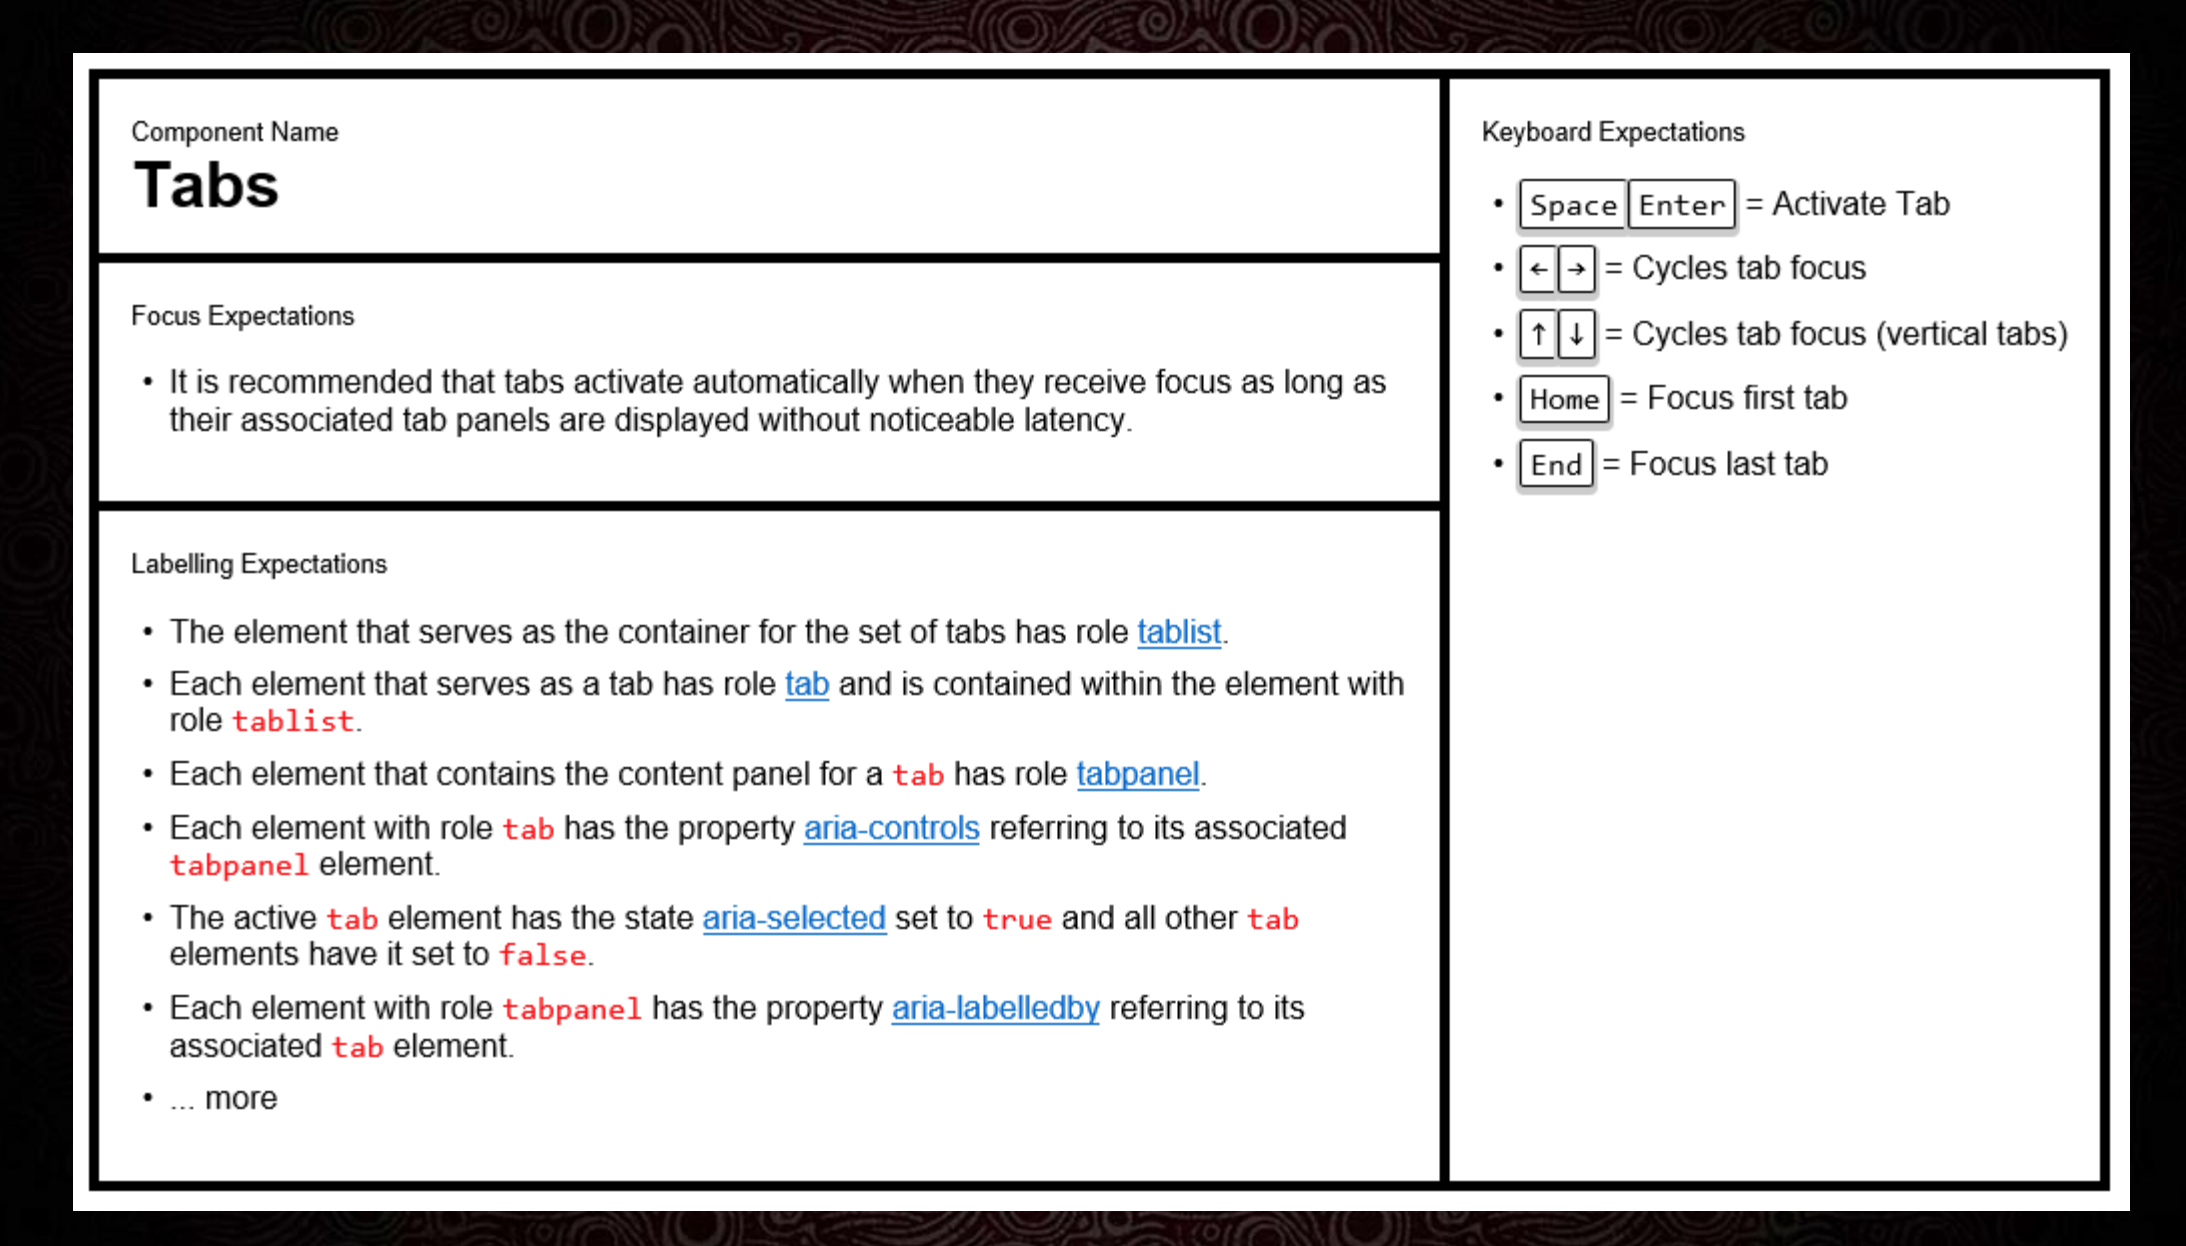 Component Name
Tabs
Focus Expectations
• It is recommended that tabs activate automatically when they receive focus as long as
their associated tab panels are displayed without noticeable latency.
Labelling Expectations
• The element that serves as the container for the set of tabs has role tablist.
• Each element that serves as a tab has role tab and is contained within the element with
role tablist.
• Each element that contains the content panel for a tab has role tabpanel.
• Each element with role tab has the property aria-controls referring to its associated
tabpanel element.
• The active tab element has the state aria-selected set to true and all other tab
elements have it set to false.
• Each element with role tabpanel has the property aria-labelledby referring to its
associated tab element.
• ... more
Keyboard Expectations
• Space Enter = Activate Tab
• ← → = Cycles tab focus
• ↑ ↓ = Cycles tab focus (vertical tabs)
• Home = Focus first tab
• End = Focus last tab